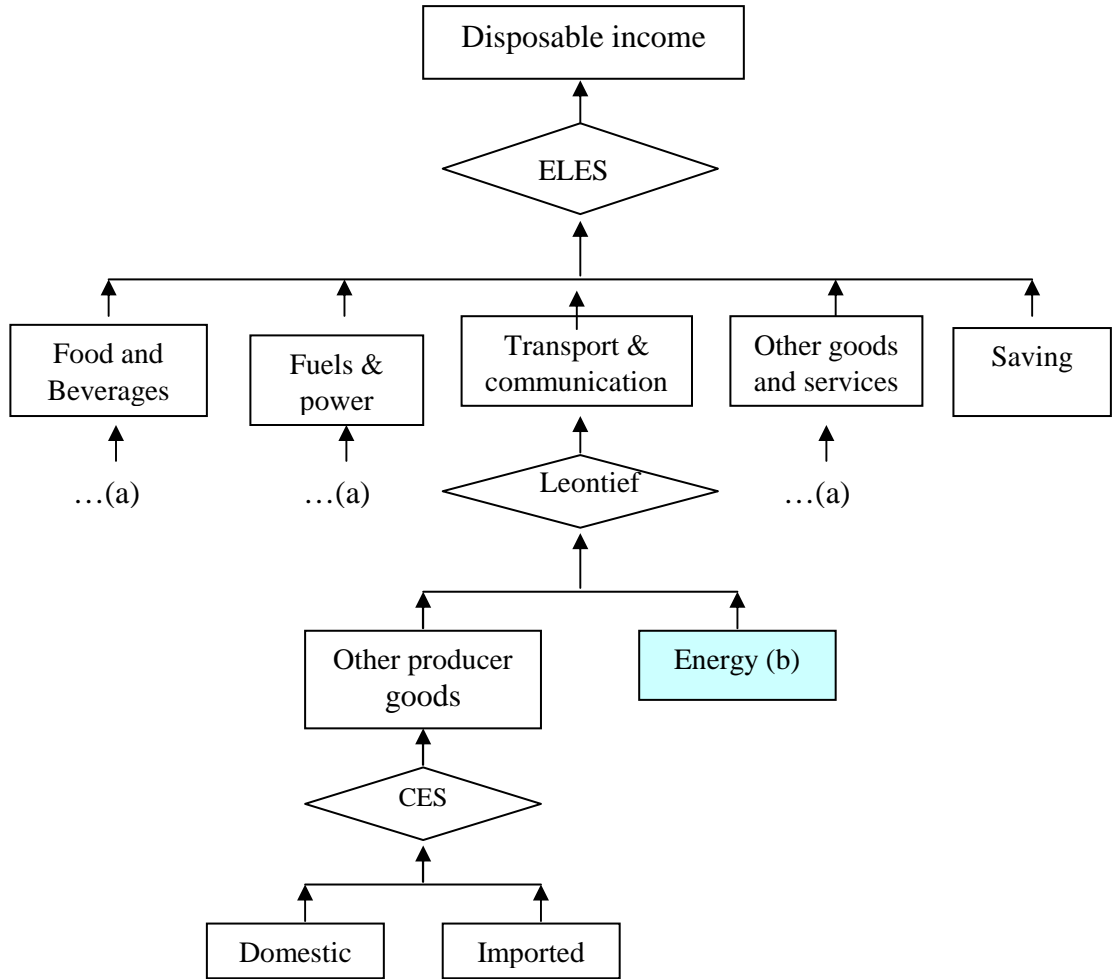 Disposable income
ELES
Food and
Beverages
Fuels &
power
Transport &
communication
Other goods
and services
Saving
…(a)
…(a)
Leontief
…(a)
Other producer
goods
Energy (b)
CES
Domestic
Imported